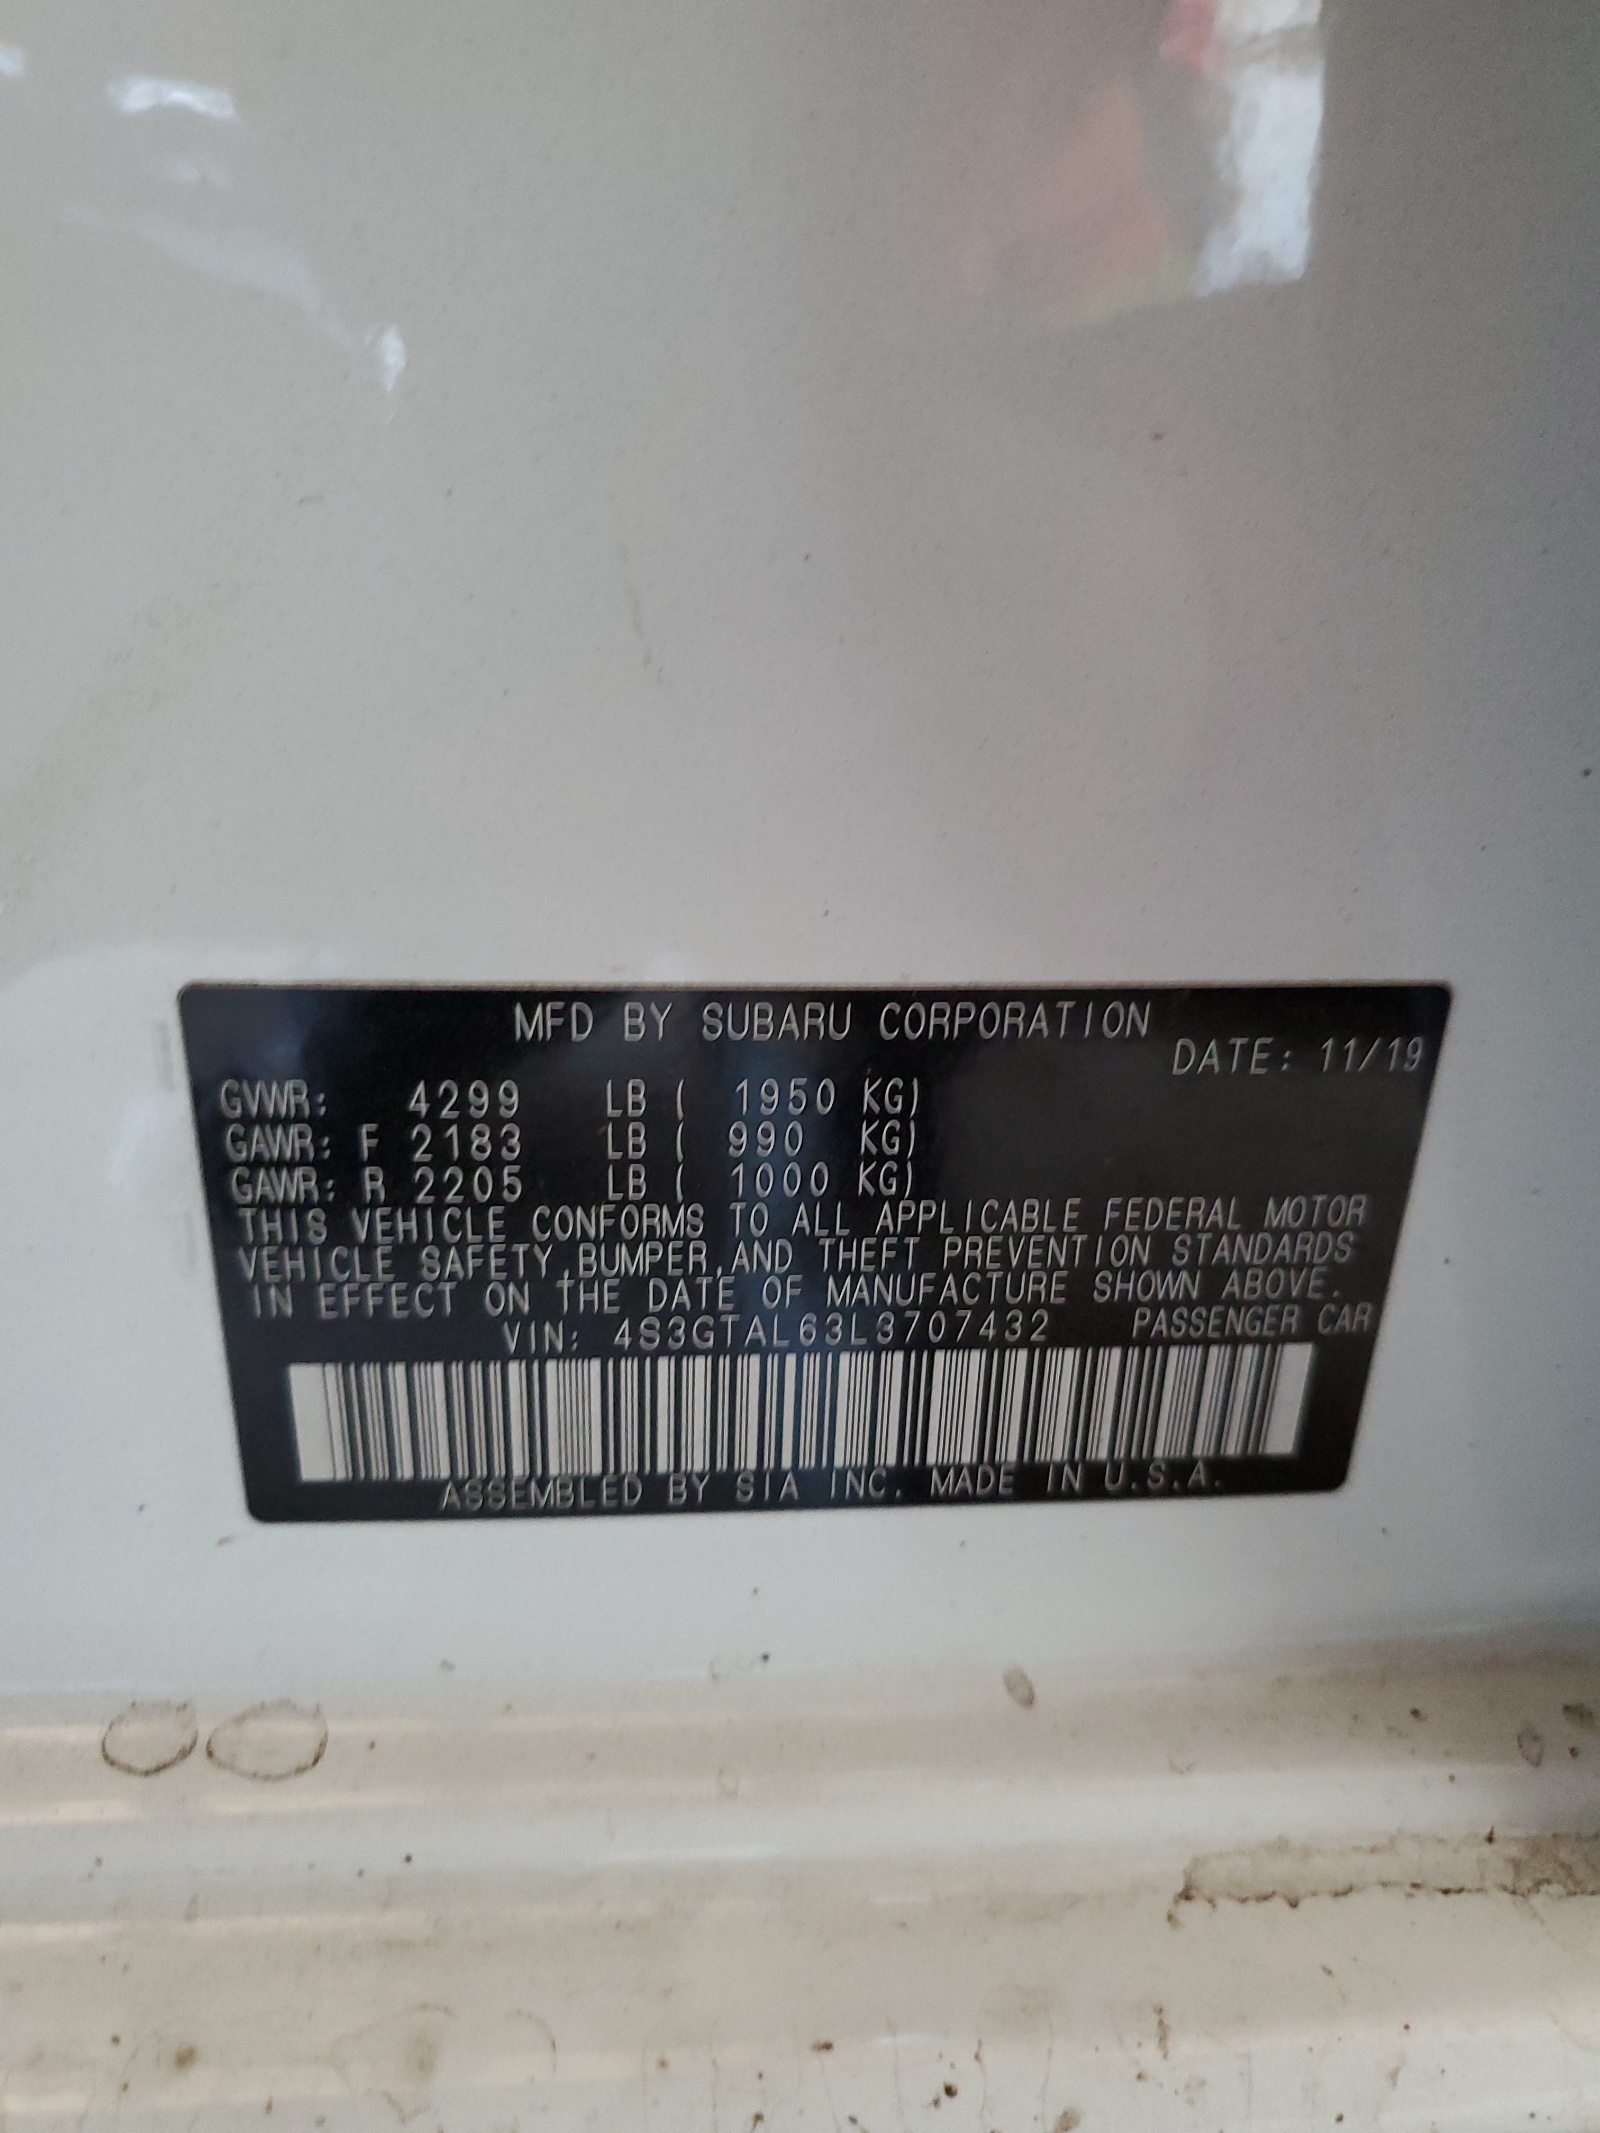 MFD BY SUBARU CORPORATION
DATE: 11/19
GVWR: 4299 LB ( 1950 KG)
GAWR: F 2183 LB ( 990 KG)
GAWR: R 2205 LB ( 1000 KG)
THIS VEHICLE CONFORMS TO ALL APPLICABLE FEDERAL MOTOR
VEHICLE SAFETY,BUMPER,AND THEFT PREVENTION STANDARDS
IN EFFECT ON THE DATE OF MANUFACTURE SHOWN ABOVE.
VIN: 4S3GTAL63L3707432 PASSENGER CAR
ASSEMBLED BY SIA INC. MADE IN U.S.A.